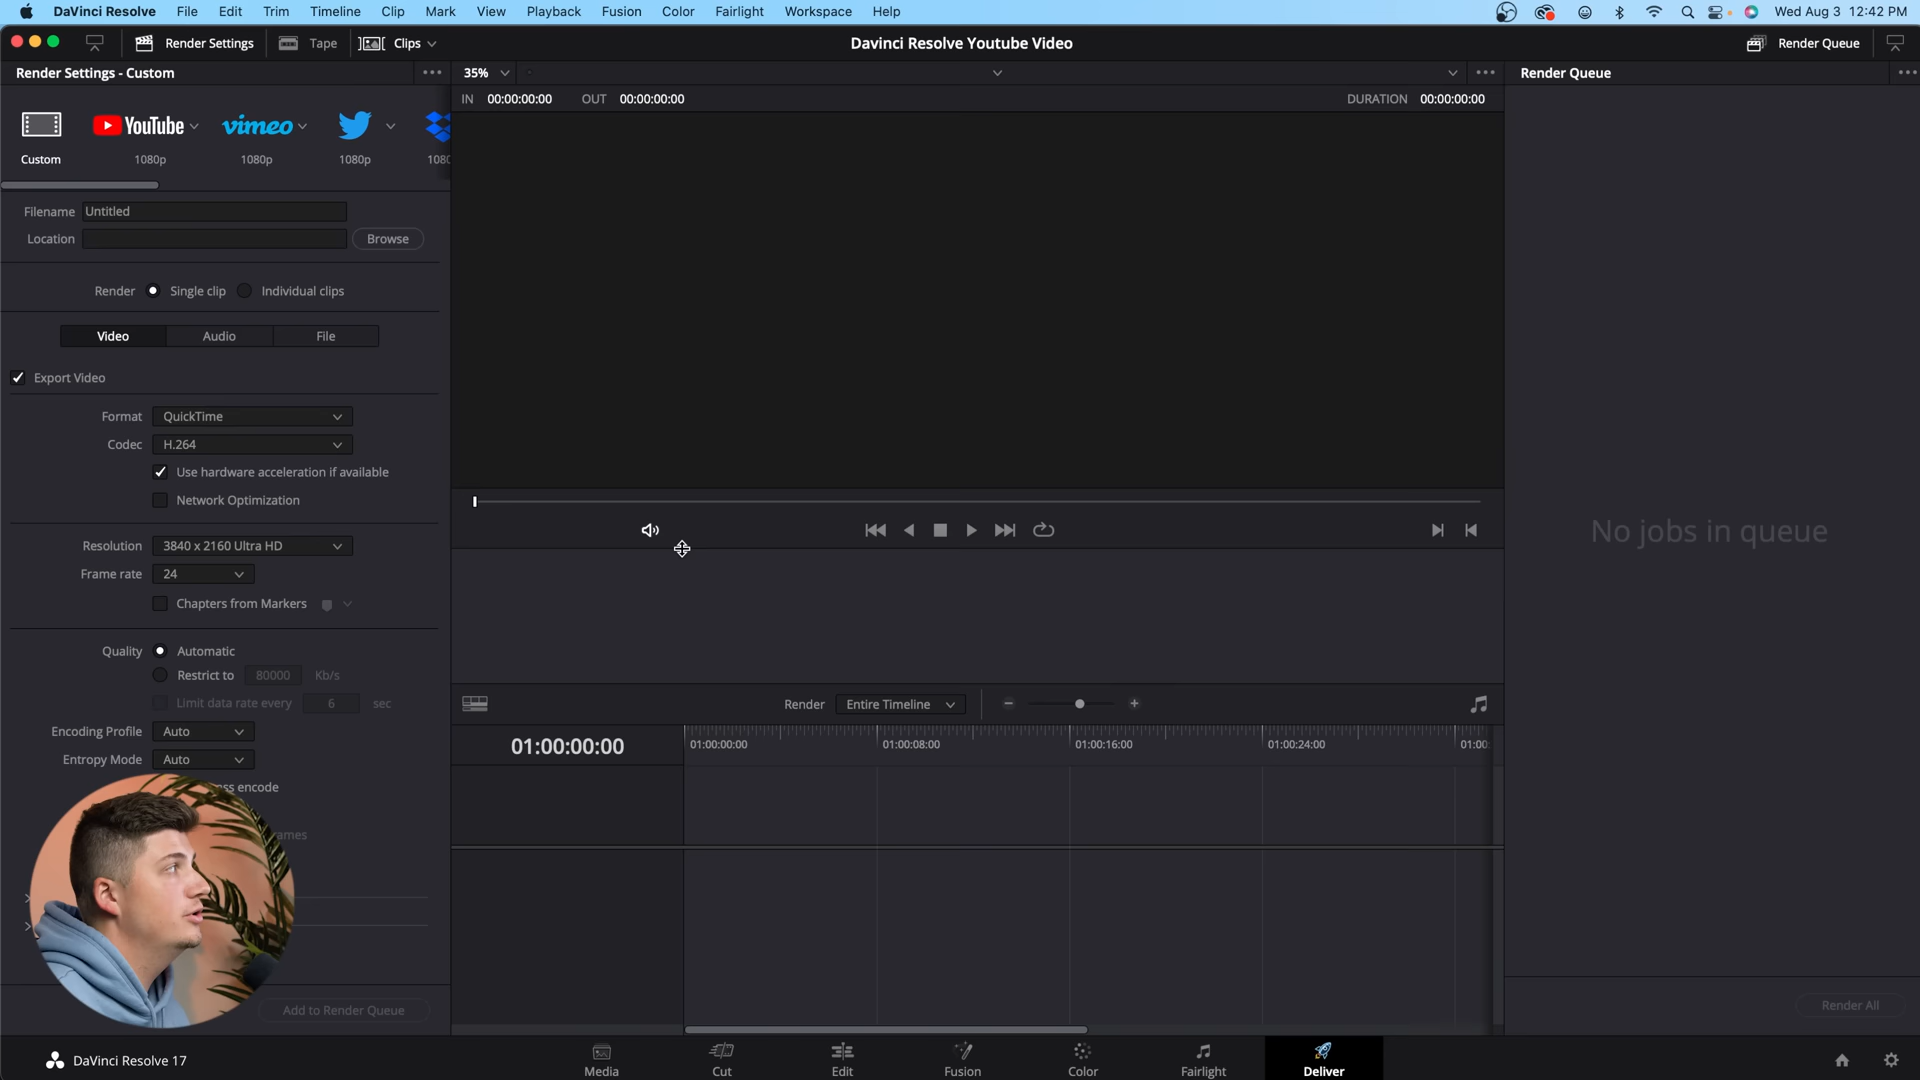 DaVinci Resolve File Edit Trim Timeline Clip Mark View Playback Fusion Color Fairlight Workspace Help Wed Aug 3 12:42 PM
Render Settings Tape Clips Davinci Resolve Youtube Video Render Queue
Render Settings - Custom 35% Render Queue
IN 00:00:00:00 OUT 00:00:00:00 DURATION 00:00:00:00
YouTube vimeo
Custom 1080p 1080p 1080p
Filename Untitled
Location Browse
Render Single clip Individual clips
Video Audio File
Export Video
Format QuickTime
Codec H.264
Use hardware acceleration if available
Network Optimization
No jobs in queue
Resolution 3840 x 2160 Ultra HD
Frame rate 24
Chapters from Markers
Quality Automatic
Restrict to 80000 Kb/s
Limit data rate every 6 sec
Render Entire Timeline
Encoding Profile Auto
01:00:00:00 01:00:00:00 01:00:08:00 01:00:16:00 01:00:24:00 01:00:
Entropy Mode Auto
encode
Add to Render Queue Render All
DaVinci Resolve 17 Media Cut Edit Fusion Color Fairlight Deliver